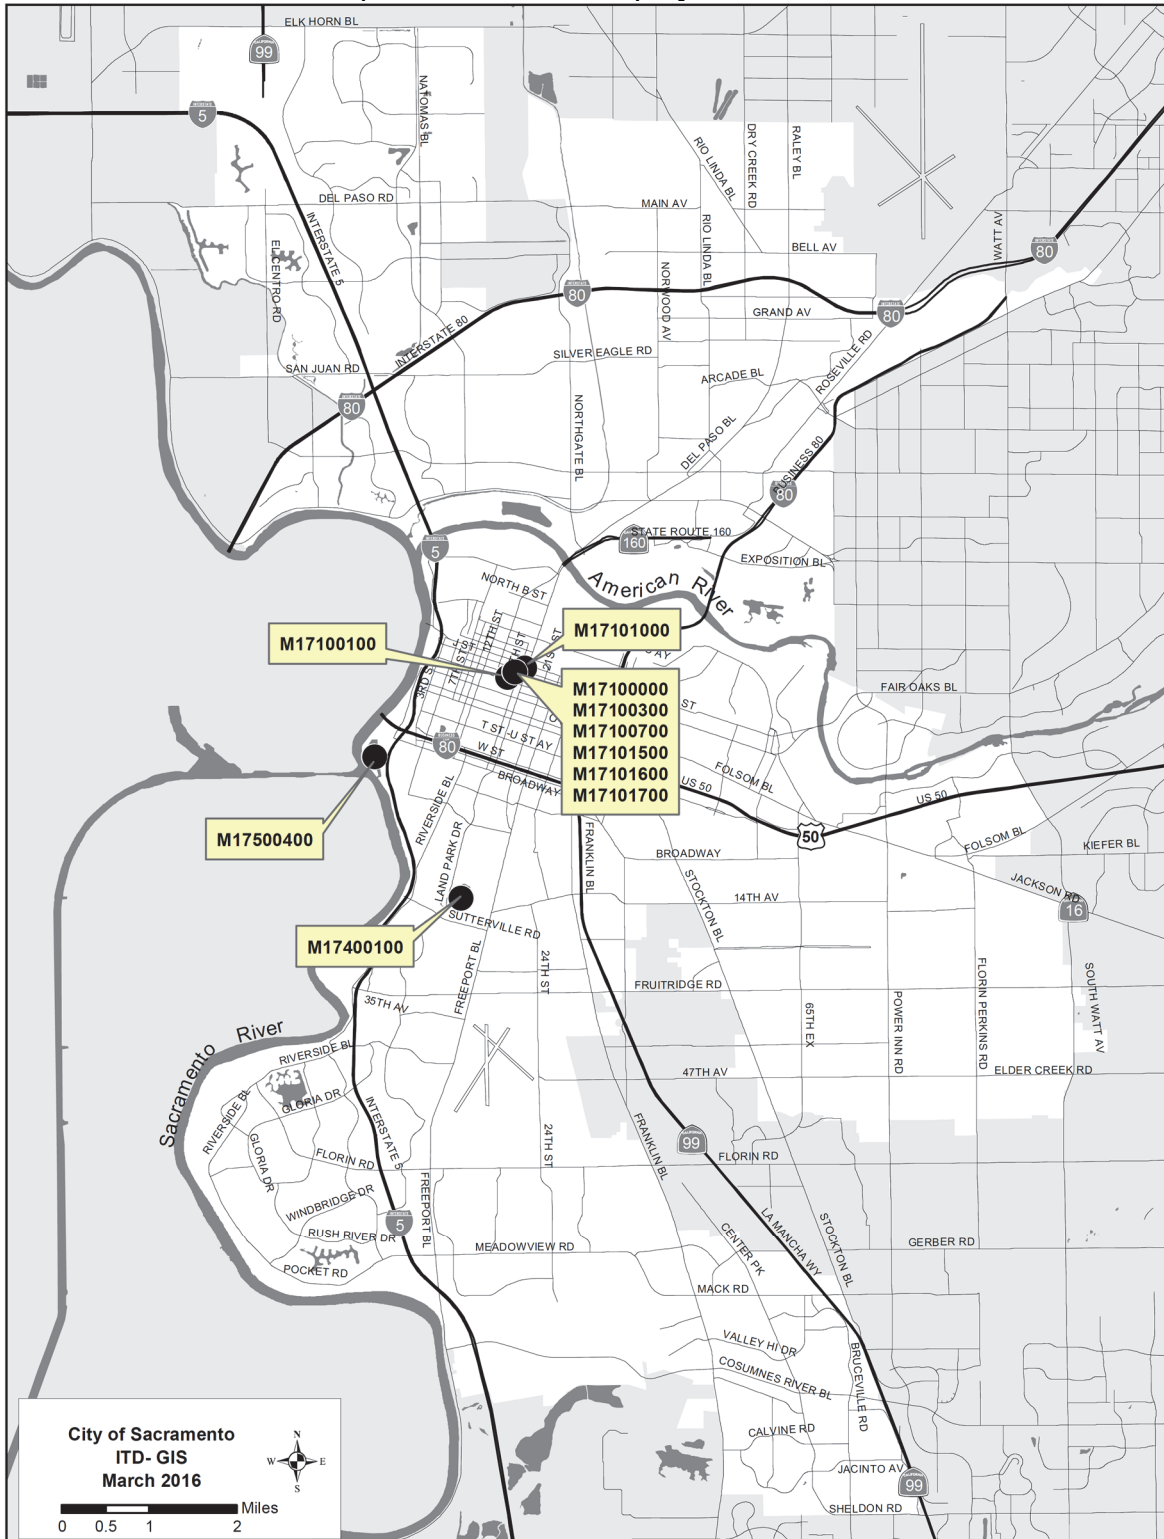 ELK HORN BL
99
5
NATOMAS BL
RIO LINDA BL
DRY CREEK RD
RALEY BL
DEL PASO RD
MAIN AV
INTERSTATE 5
EL CENTRO RD
RIO LINDA BL
BELL AV
WATT AV
80
NORWOOD AV
80
80
GRAND AV
INTERSTATE 80
SILVER EAGLE RD
SAN JUAN RD
ARCADE BL
ROSEVILLE RD
80
NORTHGATE BL
DEL PASO BL
BUSINESS 80
80
5
160
STATE ROUTE 160
EXPOSITION BL
NORTH B ST
American River
12TH ST
M17100100
M17101000
7TH ST
3RD S
M17100000
M17100300
M17100700
M17101500
M17101600
M17101700
FAIR OAKS BL
ST
T ST -U ST AY
W ST
80
BROADWAY
US 50
FOLSOM BL
US 50
50
M17500400
RIVERSIDE BL
LAND PARK DR
FRANKLIN BL
BROADWAY
FOLSOM BL
KIEFER BL
STOCKTON BL
14TH AV
JACKSON RD
16
SUTTERVILLE RD
M17400100
FREEPORT BL
24TH ST
FRUITRIDGE RD
35TH AV
65TH EX
POWER INN RD
FLORIN PERKINS RD
SOUTH WATT AV
Sacramento River
RIVERSIDE BL
47TH AV
ELDER CREEK RD
GLORIA DR
RIVERSIDE BL
INTERSTATE 5
GLORIA DR
24TH ST
FRANKLIN BL
99
FLORIN RD
FLORIN RD
FREEPORT BL
WINDBRIDGE DR
5
RUSH RIVER DR
POCKET RD
MEADOWVIEW RD
CENTER PK
LA MANCHA WY
STOCKTON BL
GERBER RD
MACK RD
VALLEY HI DR
COSUMNES RIVER BL
BRUCEVILLE RD
CALVINE RD
JACINTO AV
99
SHELDON RD
City of Sacramento
ITD- GIS
March 2016
N
W E
S
Miles
0 0.5 1 2